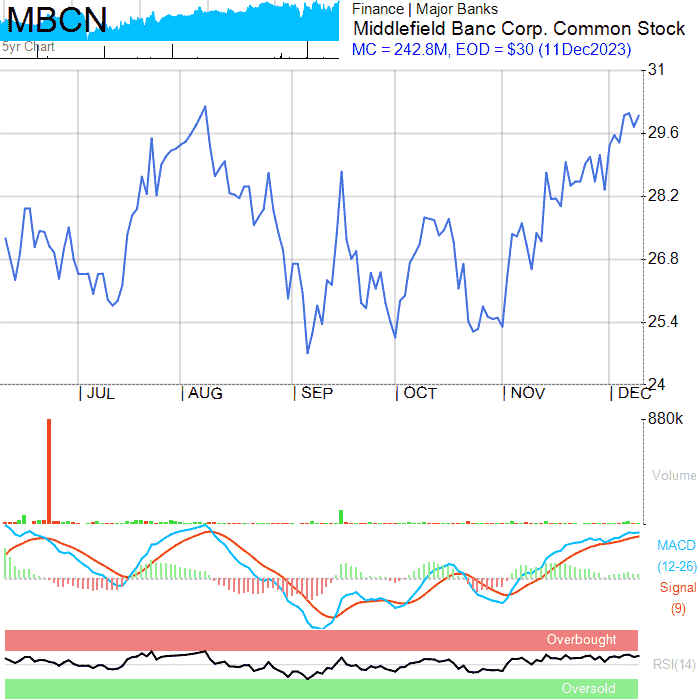 MBCN
5yr Chart
Finance | Major Banks
Middlefield Banc Corp. Common Stock
MC = 242.8M, EOD = $30 (11Dec2023)
31
29.6
28.2
26.8
25.4
24
| JUL | AUG | SEP | OCT | NOV | DEC
880k
Volume
MACD
(12-26)
Signal
(9)
Overbought
RSI(14)
Oversold